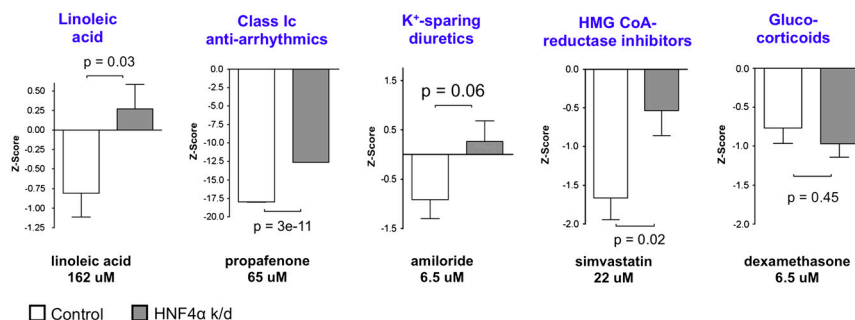 Linoleic
acid
Class Ic
anti-arrhythmics
K+-sparing
diuretics
HMG CoA-
reductase inhibitors
Gluco-
corticoids
p = 0.03
Z-Score
0.50
0.25
0.00
-0.25
-0.50
-0.75
-1.00
-1.25
linoleic acid
162 uM
Z-Score
0.0
-2.5
-5.0
-7.5
-10.0
-12.5
-15.0
-17.5
-20.0
p = 3e-11
propafenone
65 uM
p = 0.06
Z-Score
1.5
0.5
-0.5
-1.5
amiloride
6.5 uM
Z-Score
0.0
-0.5
-1.0
-1.5
-2.0
p = 0.02
simvastatin
22 uM
Z-Score
0.0
-0.5
-1.0
-1.5
-2.0
p = 0.45
dexamethasone
6.5 uM
Control
HNF4α k/d